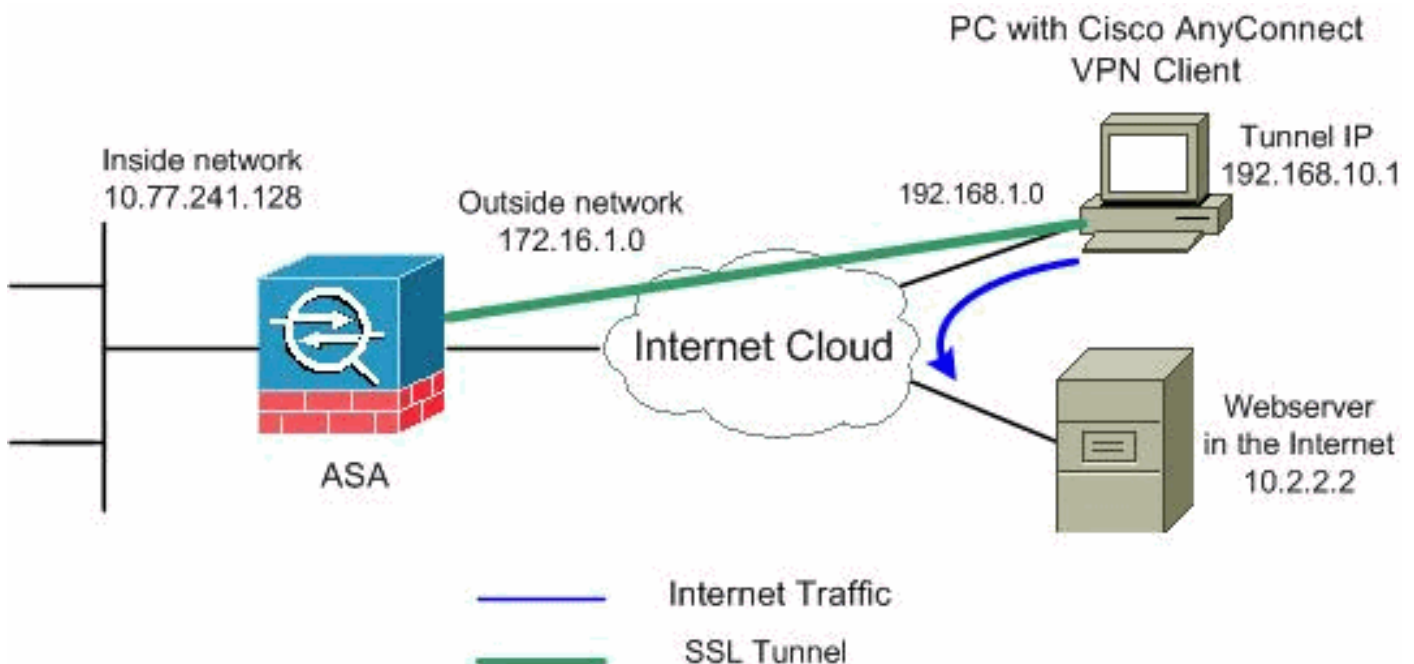 PC with Cisco AnyConnect
VPN Client
Inside network
10.77.241.128
Outside network
172.16.1.0
192.168.1.0
Tunnel IP
192.168.10.1
Internet Cloud
ASA
Webserver
in the Internet
10.2.2.2
Internet Traffic
SSL Tunnel